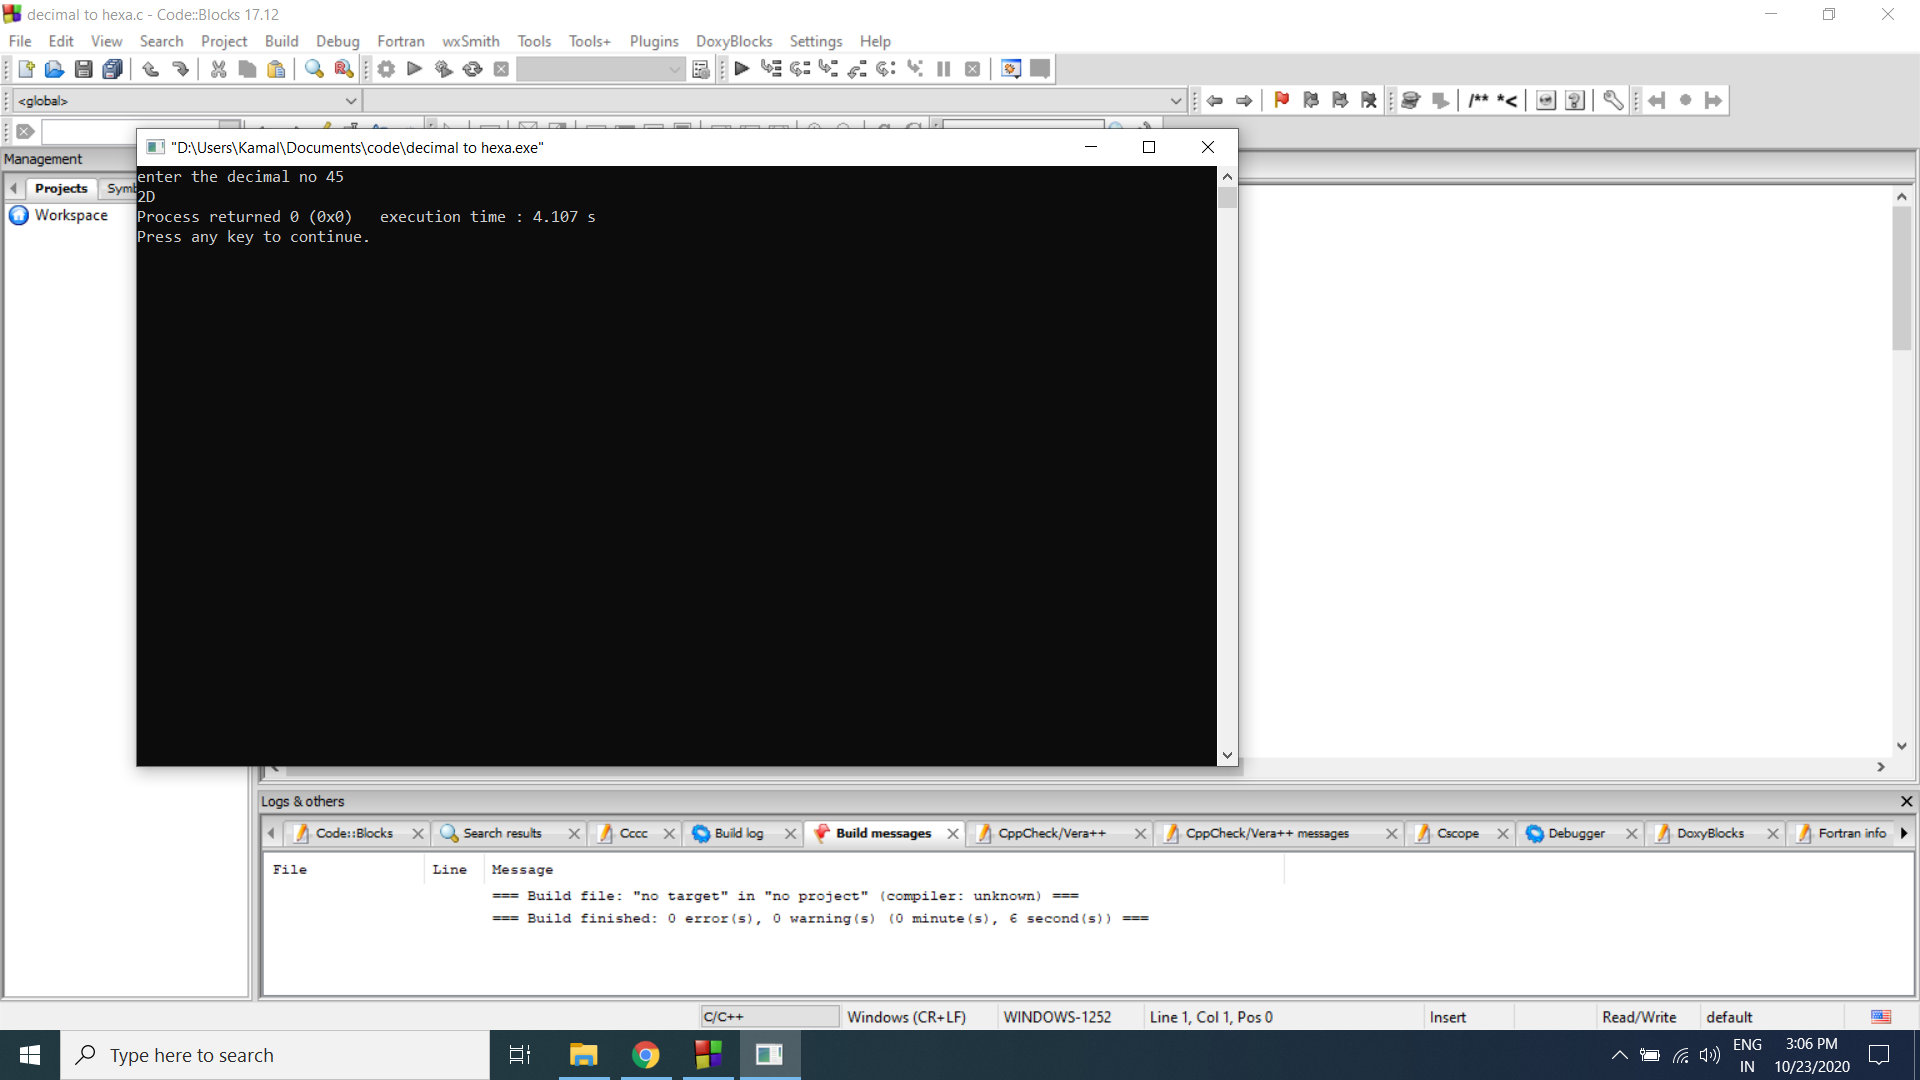 decimal to hexa.c - Code::Blocks 17.12
File Edit View Search Project Build Debug Fortran wxSmith Tools Tools+ Plugins DoxyBlocks Settings Help
<global>
/** *<
"D:\Users\Kamal\Documents\code\decimal to hexa.exe"
Management
Projects Symb
Workspace
enter the decimal no 45
2D
Process returned 0 (0x0)   execution time : 4.107 s
Press any key to continue.
Logs & others
Code::Blocks Search results Cccc Build log Build messages CppCheck/Vera++ CppCheck/Vera++ messages Cscope Debugger DoxyBlocks Fortran info
File Line Message
=== Build file: "no target" in "no project" (compiler: unknown) ===
=== Build finished: 0 error(s), 0 warning(s) (0 minute(s), 6 second(s)) ===
C/C++ Windows (CR+LF) WINDOWS-1252 Line 1, Col 1, Pos 0 Insert Read/Write default
Type here to search
ENG 3:06 PM
IN 10/23/2020